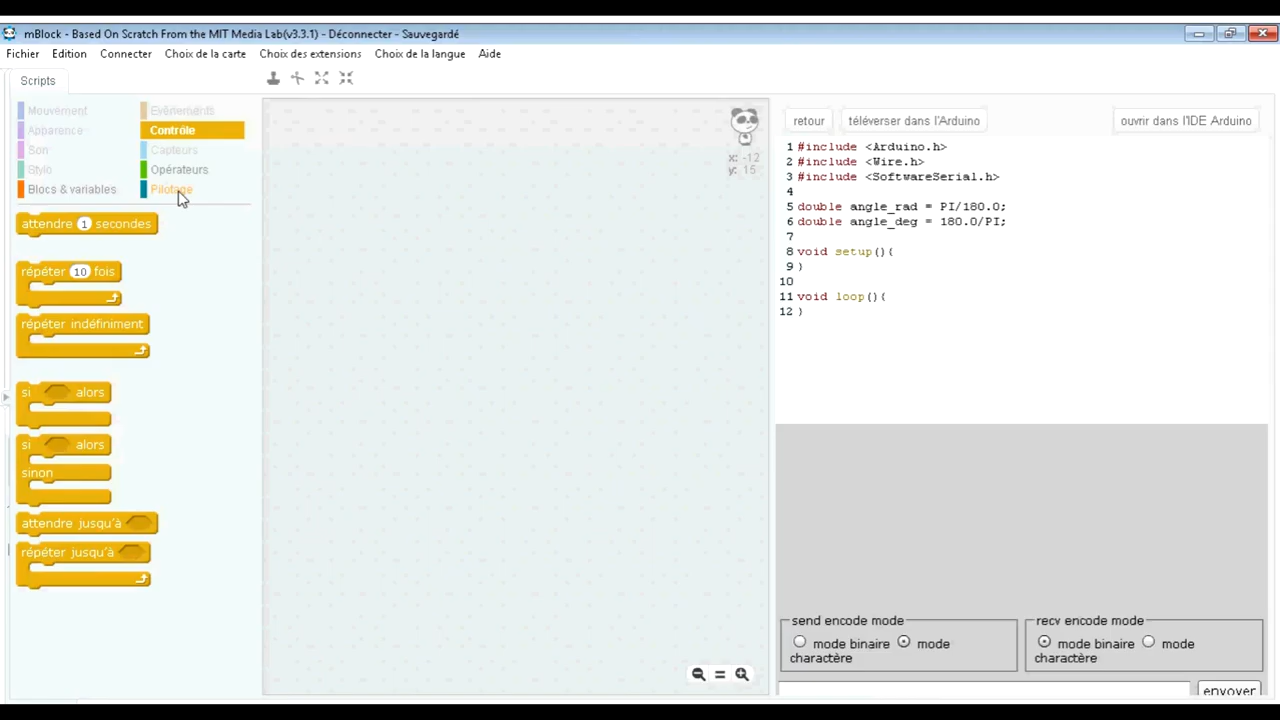 mBlock - Based On Scratch From the MIT Media Lab(v3.3.1) - Déconnecter - Sauvegardé
Fichier Edition Connecter Choix de la carte Choix des extensions Choix de la langue Aide
Scripts
Mouvement Evénements
Apparence Contrôle
Son Capteurs
Stylo Opérateurs
Blocs & variables Pilotage
attendre 1 secondes
répéter 10 fois
répéter indéfiniment
si alors
si alors
sinon
attendre jusqu'à
répéter jusqu'à
x: -12
y: 15
retour téléverser dans l'Arduino ouvrir dans l'IDE Arduino
1 #include <Arduino.h>
2 #include <Wire.h>
3 #include <SoftwareSerial.h>
4
5 double angle_rad = PI/180.0;
6 double angle_deg = 180.0/PI;
7
8 void setup(){
9 }
10
11 void loop(){
12 }
send encode mode
mode binaire mode
charactère
recv encode mode
mode binaire mode
charactère
envoyer